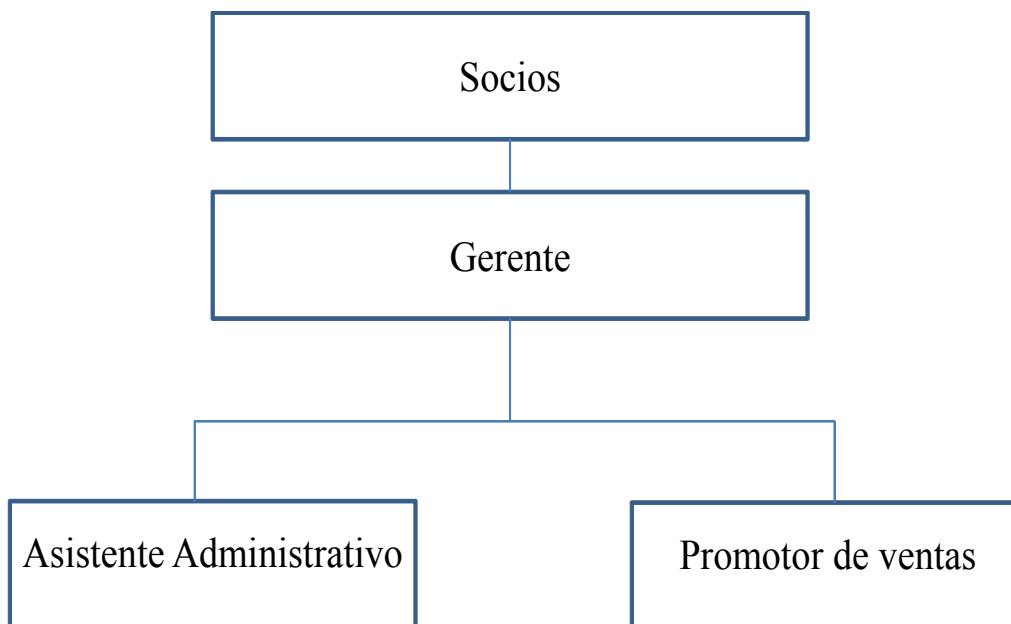 Socios
Gerente
Asistente Administrativo
Promotor de ventas